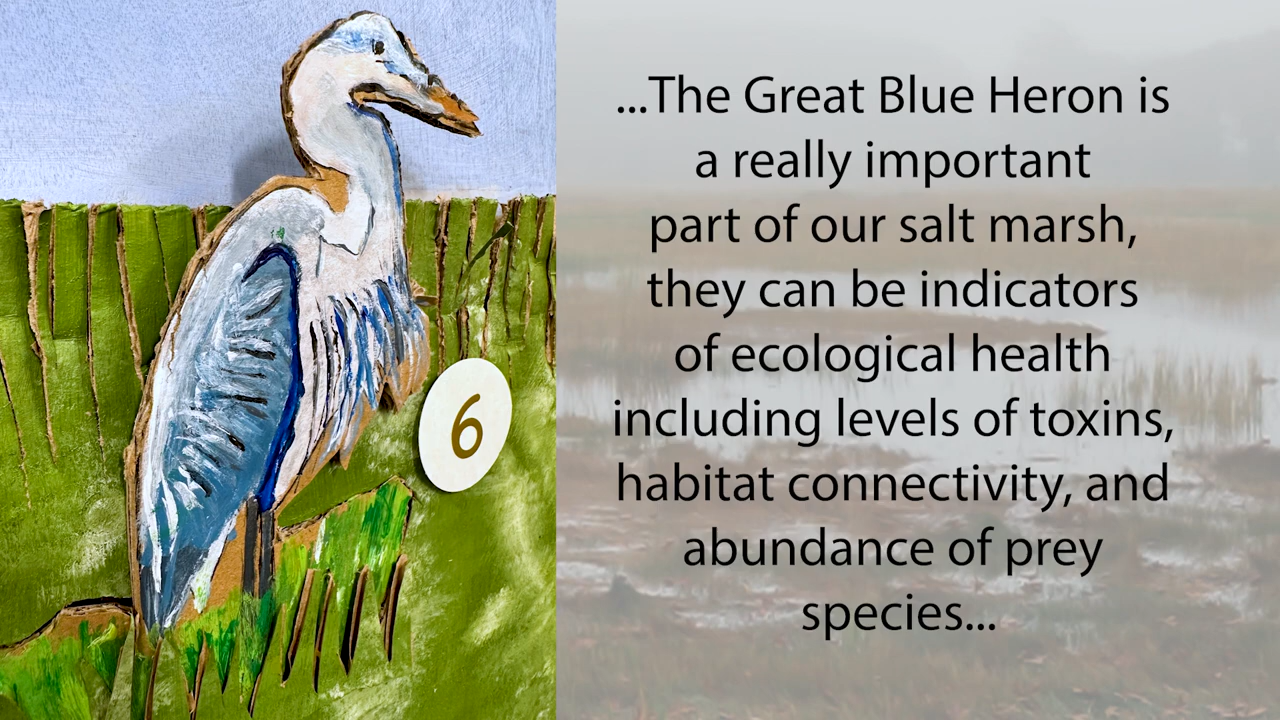 ...The Great Blue Heron is
a really important
part of our salt marsh,
they can be indicators
of ecological health
including levels of toxins,
habitat connectivity, and
abundance of prey
species...
6